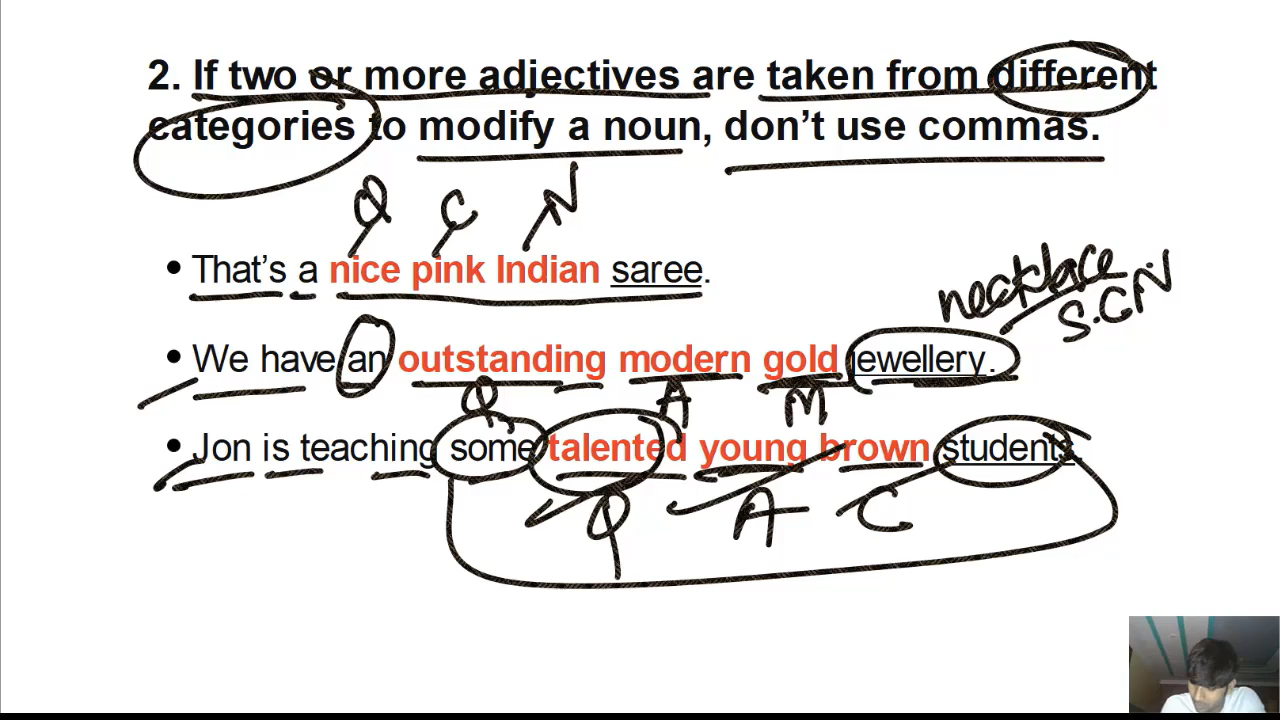 2. If two or more adjectives are taken from different
categories to modify a noun, don't use commas.
Q C N
• That's a nice pink Indian saree.
necklace
S.C.N
• We have an outstanding modern gold jewellery.
Q A M
• Jon is teaching some talented young brown students.
Q A C